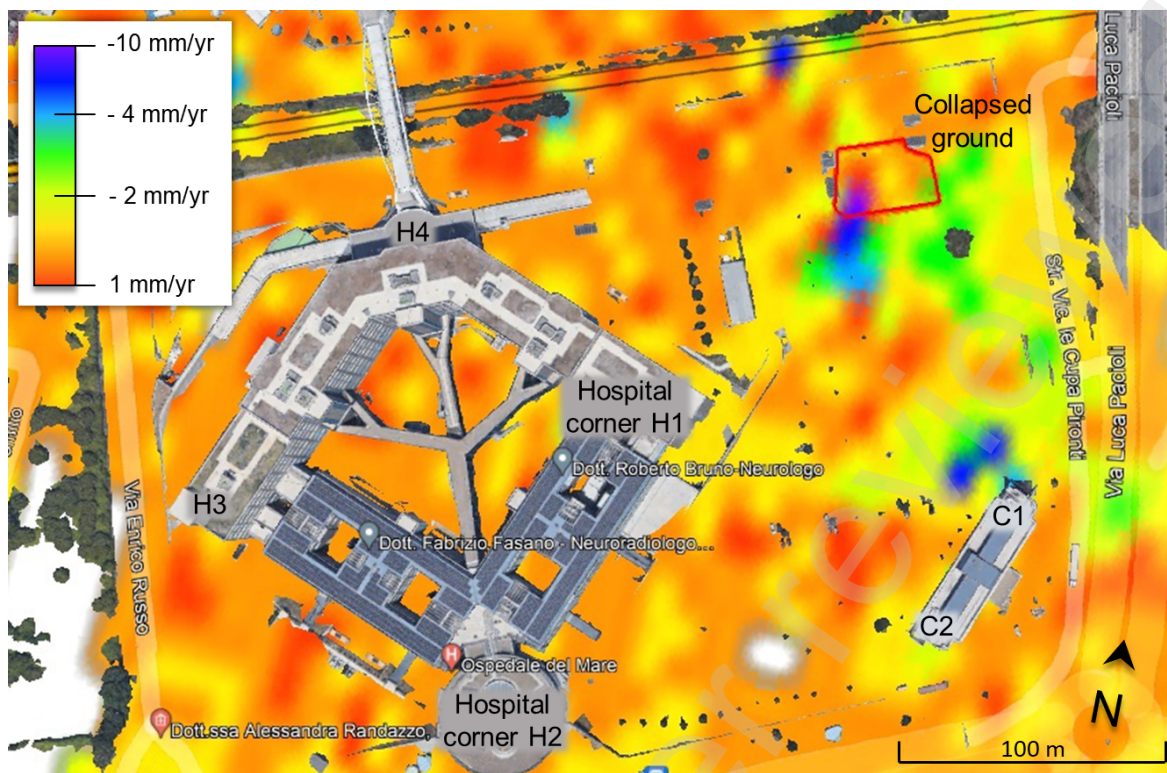 -10 mm/yr
- 4 mm/yr
- 2 mm/yr
1 mm/yr
Collapsed
ground
Luca Pacioli
H4
Str. Vic. le Cupa Pironti
Via Luca Pacioli
Hospital
corner H1
Dott. Roberto Bruno-Neurologo
H3
Dott. Fabrizio Fasano - Neuroradiologo...
C1
C2
Via Enrico Russo
Ospedale del Mare
Hospital
corner H2
Dott.ssa Alessandra Randazzo,
N
100 m